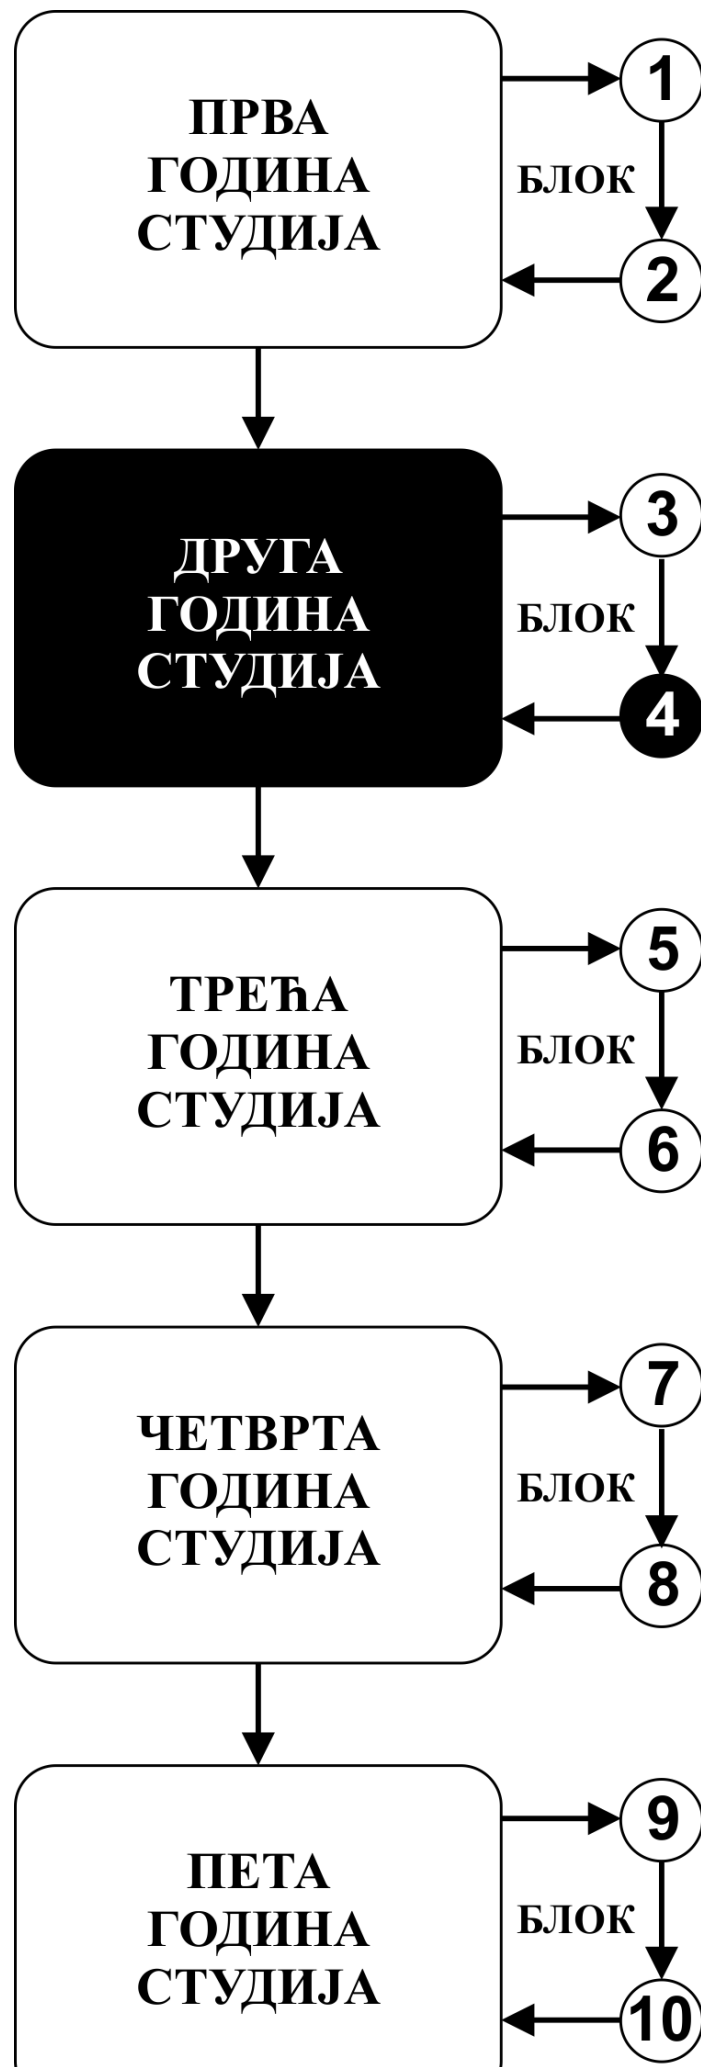 ПРВА
ГОДИНА
СТУДИЈА
1
БЛОК
2
ДРУГА
ГОДИНА
СТУДИЈА
3
БЛОК
4
ТРЕЋА
ГОДИНА
СТУДИЈА
5
БЛОК
6
ЧЕТВРТА
ГОДИНА
СТУДИЈА
7
БЛОК
8
ПЕТА
ГОДИНА
СТУДИЈА
9
БЛОК
10